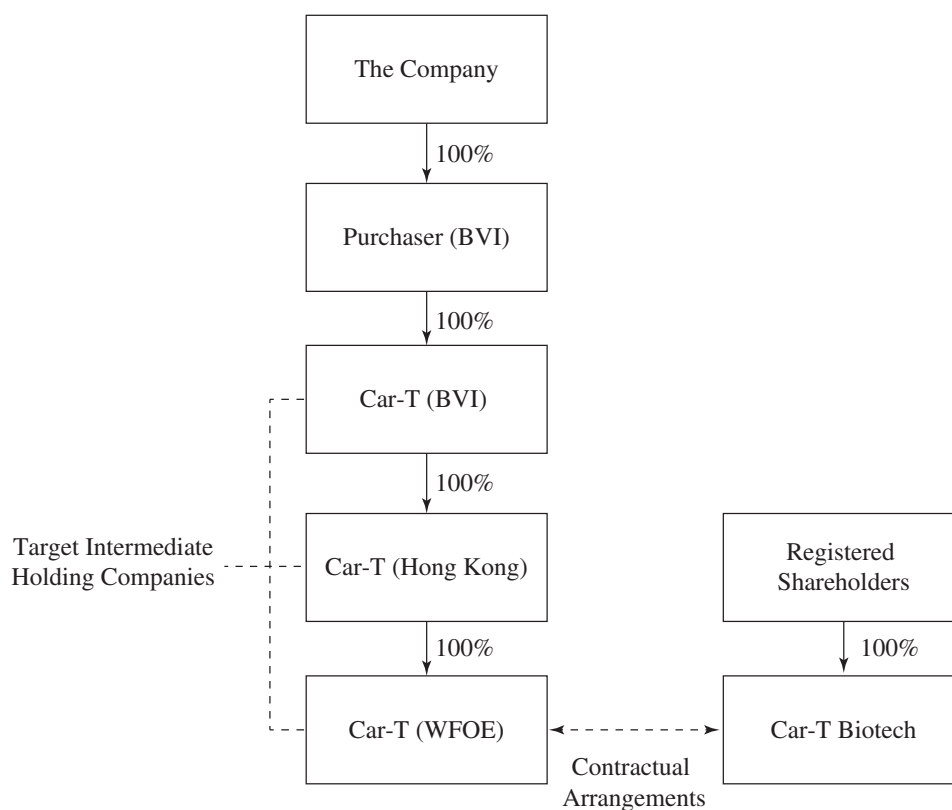 The Company
100%
Purchaser (BVI)
100%
Car-T (BVI)
100%
Target Intermediate
Holding Companies
Car-T (Hong Kong)
Registered
Shareholders
100%
100%
Car-T (WFOE)
Car-T Biotech
Contractual
Arrangements